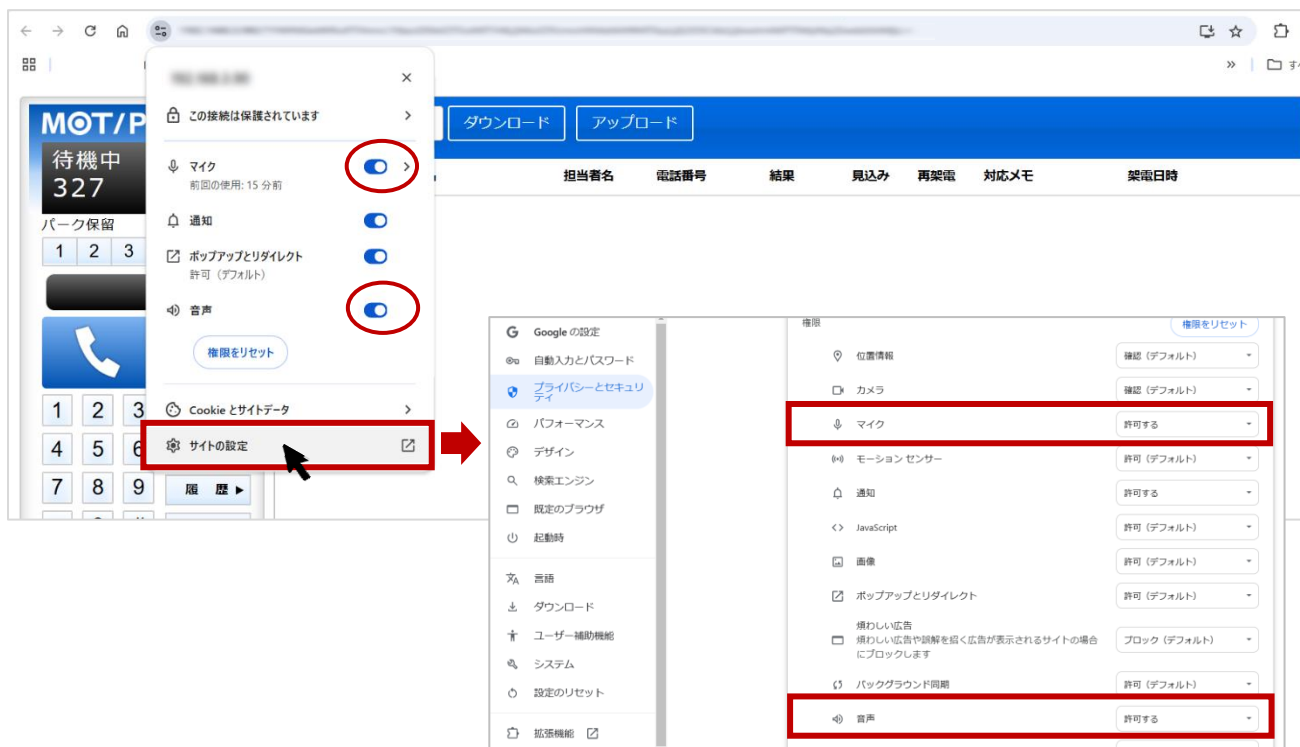 この接続は保護されています
マイク
前回の使用: 15 分前
通知
ポップアップとリダイレクト
許可（デフォルト）
音声
権限をリセット
Cookie とサイトデータ
サイトの設定
MOT/P
待機中
327
パーク保留
1 2 3
1 2 3
4 5 6
7 8 9
履 歴 ▶
ダウンロード アップロード
担当者名 電話番号 結果 見込み 再架電 対応メモ 架電日時
Google の設定
自動入力とパスワード
プライバシーとセキュリ
ティ
パフォーマンス
デザイン
検索エンジン
既定のブラウザ
起動時
言語
ダウンロード
ユーザー補助機能
システム
設定のリセット
拡張機能
権限 権限をリセット
位置情報 確認（デフォルト）
カメラ 確認（デフォルト）
マイク 許可する
モーション センサー 許可（デフォルト）
通知 許可する
JavaScript 許可（デフォルト）
画像 許可（デフォルト）
ポップアップとリダイレクト 許可（デフォルト）
煩わしい広告
煩わしい広告や誤解を招く広告が表示されるサイトの場合 ブロック（デフォルト）
にブロックします
バックグラウンド同期 許可（デフォルト）
音声 許可する